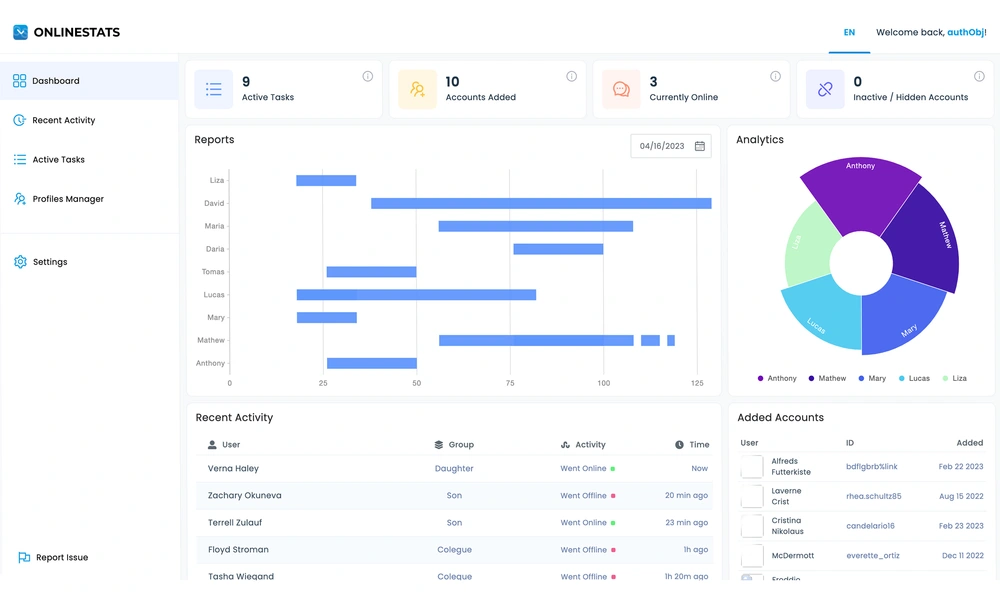 ONLINESTATS
EN
Welcome back, authObj!
Dashboard
Recent Activity
Active Tasks
Profiles Manager
Settings
Report Issue
9
Active Tasks
10
Accounts Added
3
Currently Online
0
Inactive / Hidden Accounts
Reports
04/16/2023
Liza
David
Maria
Daria
Tomas
Lucas
Mary
Mathew
Anthony
0 25 50 75 100 125
Analytics
Anthony
Mathew
Mary
Lucas
Liza
Anthony Mathew Mary Lucas Liza
Recent Activity
User Group Activity Time
Verna Haley Daughter Went Online Now
Zachary Okuneva Son Went Offline 20 min ago
Terrell Zulauf Son Went Online 23 min ago
Floyd Stroman Colegue Went Offline 1h ago
Tasha Wiegand Colegue Went Offline 1h 20m ago
Added Accounts
User ID Added
Alfreds
Futterkiste bdflgbrb%link Feb 22 2023
Laverne
Crist rhea.schultz85 Aug 15 2022
Cristina
Nikolaus candelario16 Feb 23 2023
McDermott everette_ortiz Dec 11 2022
Freddie